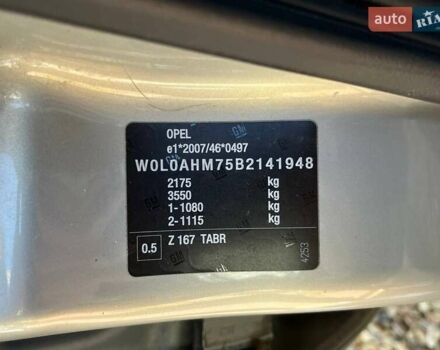 AUTO
RIA
OPEL
e1*2007/46*0497
W0L0AHM75B2141948
2175 kg
3550 kg
1-1080 kg
2-1115 kg
0.5 Z 167 TABR
4253
GM